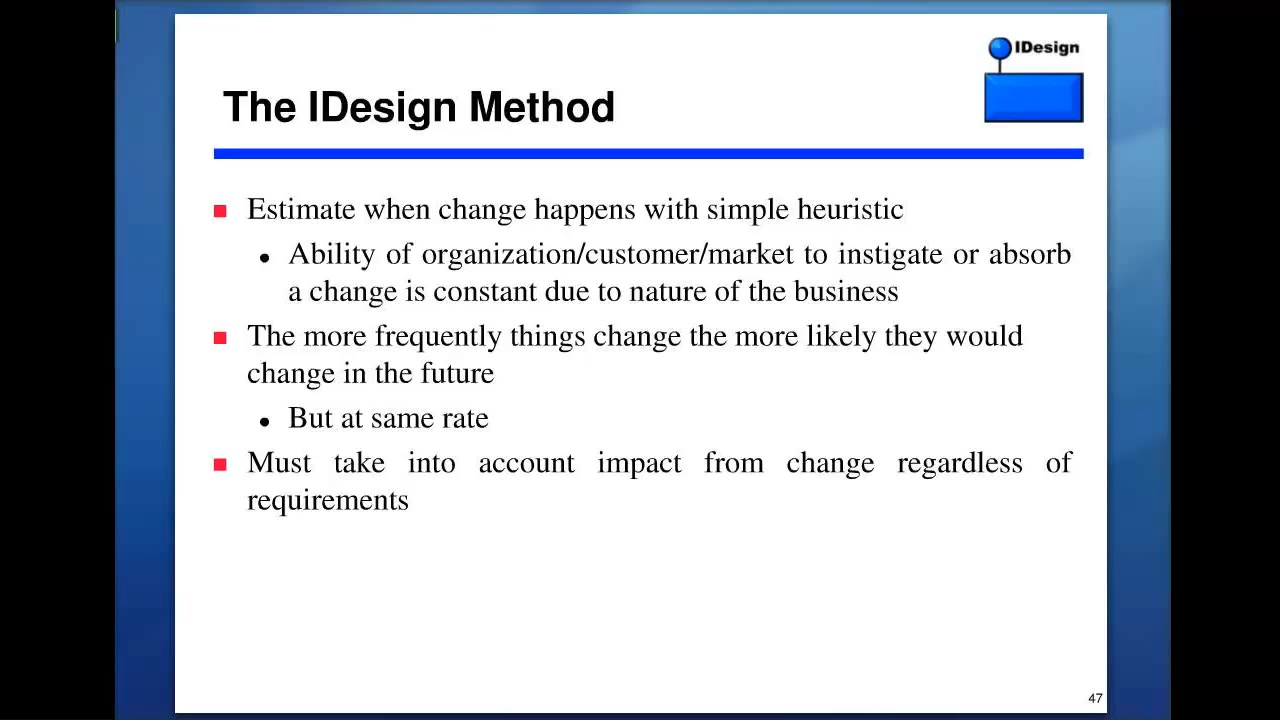 IDesign
The IDesign Method
Estimate when change happens with simple heuristic
Ability of organization/customer/market to instigate or absorb
a change is constant due to nature of the business
The more frequently things change the more likely they would
change in the future
But at same rate
Must take into account impact from change regardless of
requirements
47